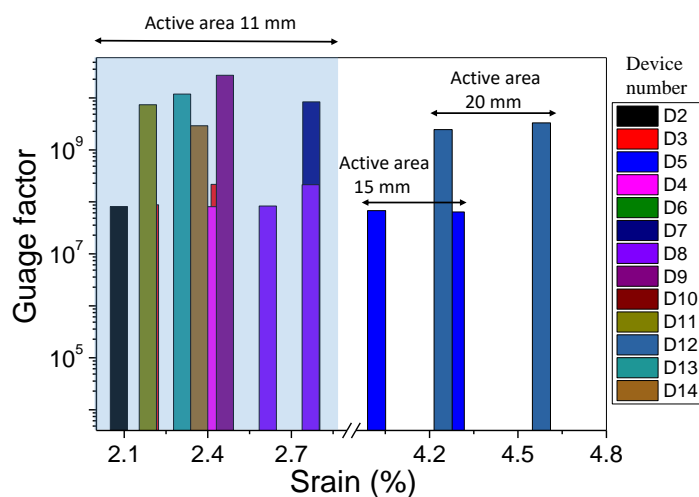 Active area 11 mm
Active area
20 mm
Active area
15 mm
Guage factor
10^9
10^7
10^5
2.1 2.4 2.7 4.2 4.5 4.8
Srain (%)
Device
number
D2
D3
D5
D4
D6
D7
D8
D9
D10
D11
D12
D13
D14